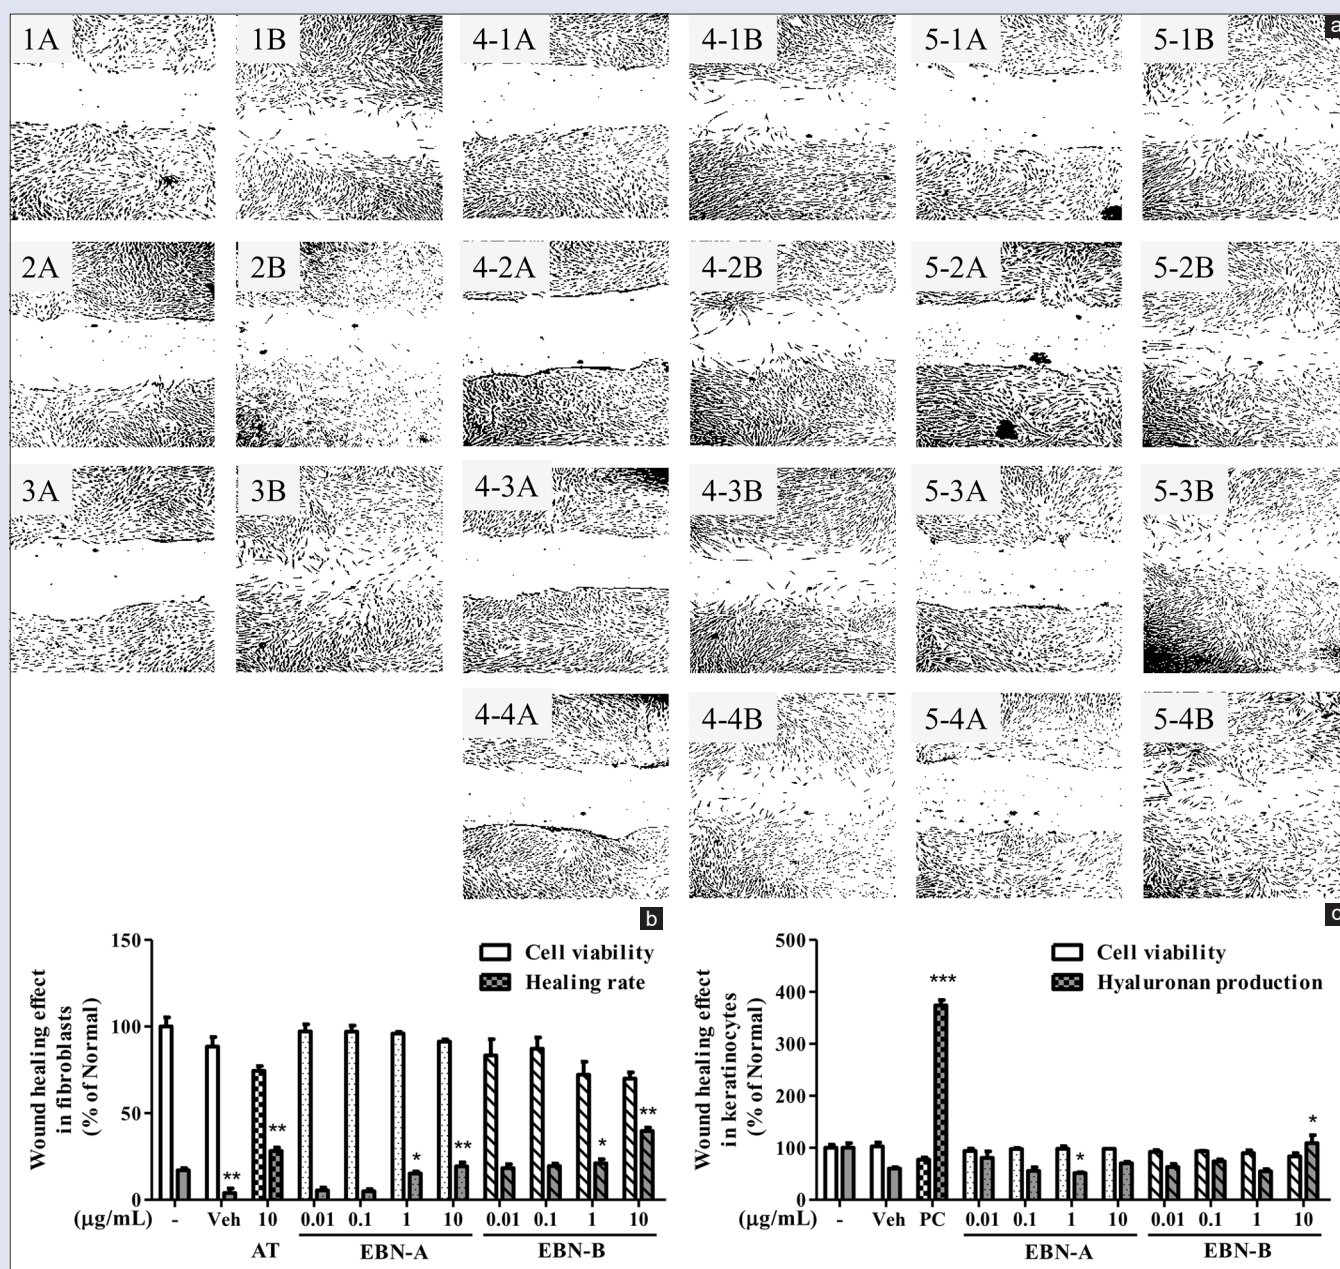 a
1A 1B 4-1A 4-1B 5-1A 5-1B
2A 2B 4-2A 4-2B 5-2A 5-2B
3A 3B 4-3A 4-3B 5-3A 5-3B
4-4A 4-4B 5-4A 5-4B
b
Wound healing effect
in fibroblasts
(% of Normal)
150
100
50
0
Cell viability
Healing rate
** ** * ** * **
(μg/mL) - Veh 10 0.01 0.1 1 10 0.01 0.1 1 10
AT EBN-A EBN-B
c
Wound healing effect
in keratinocytes
(% of Normal)
500
400
300
200
100
0
Cell viability
Hyaluronan production
*** * *
(μg/mL) - Veh PC 0.01 0.1 1 10 0.01 0.1 1 10
EBN-A EBN-B